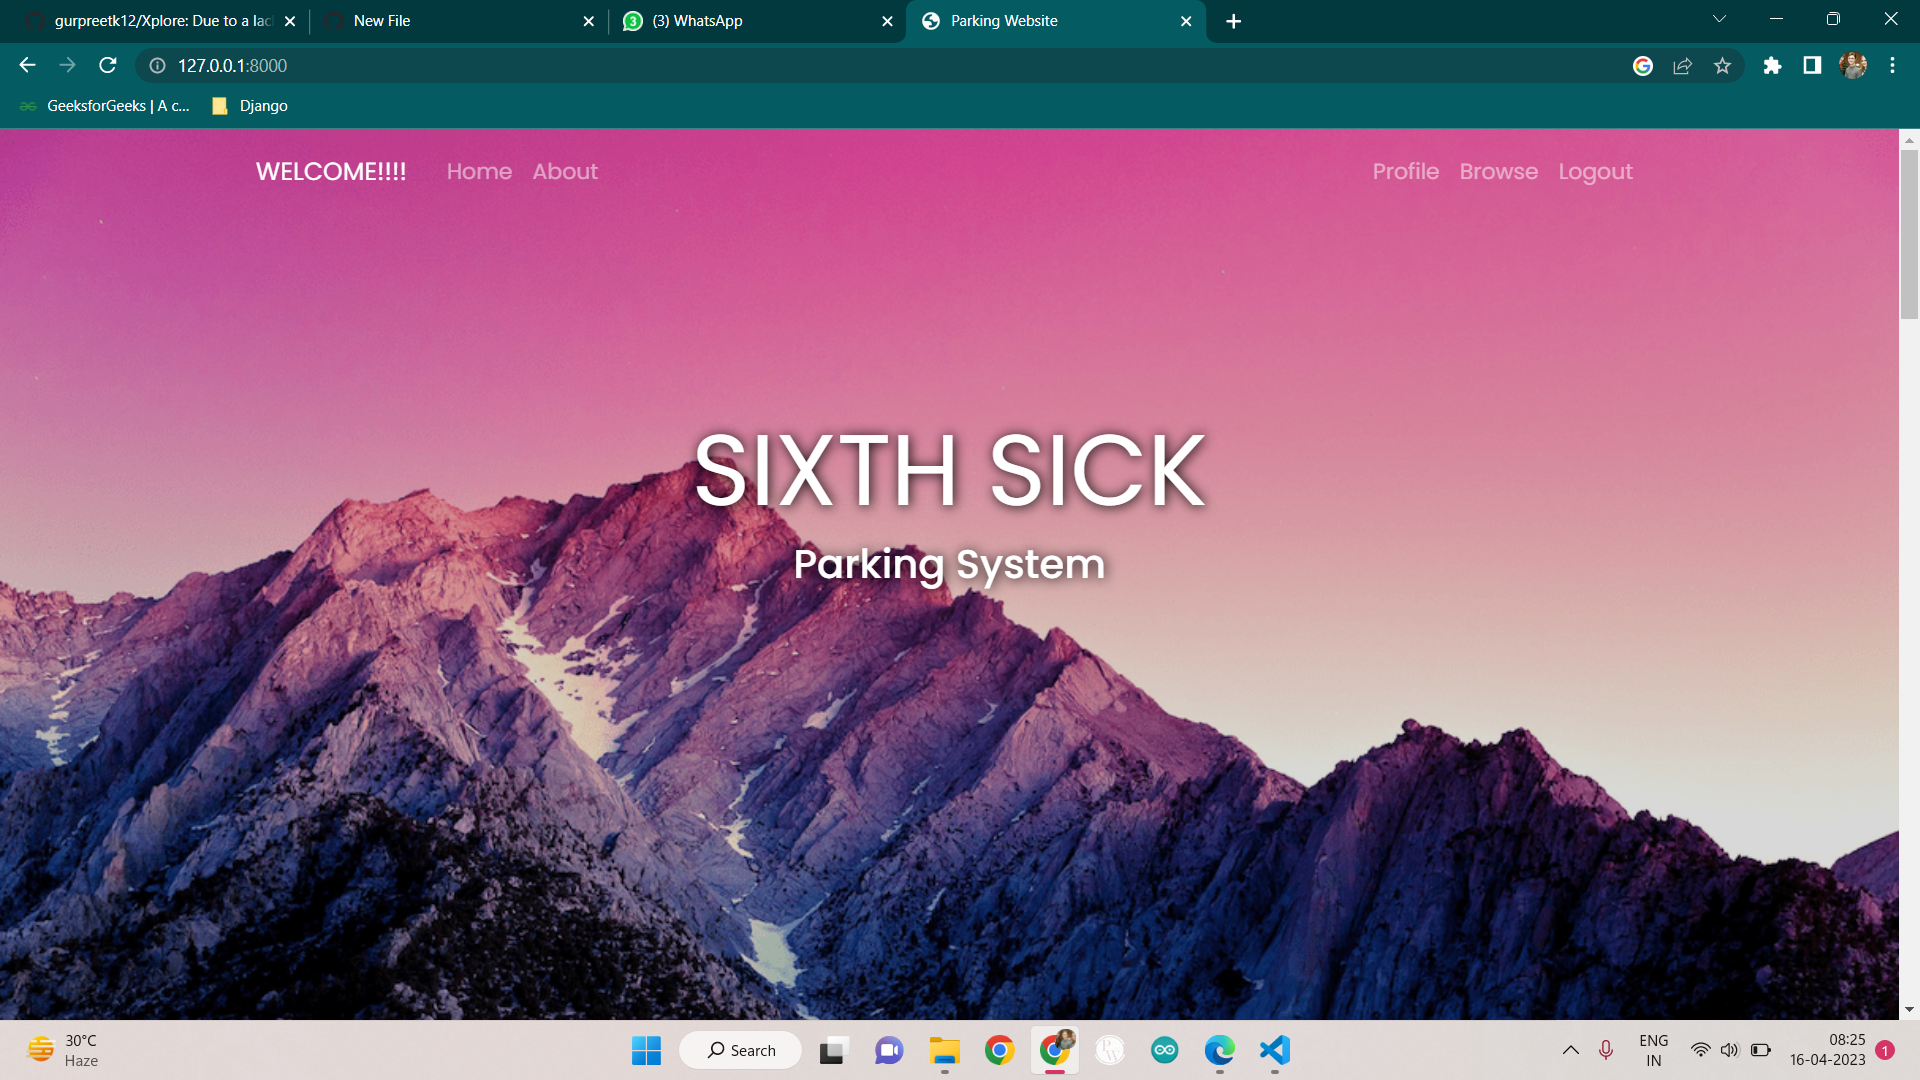 gurpreetk12/Xplore: Due to a lac
New File
(3) WhatsApp
Parking Website
127.0.0.1:8000
GeeksforGeeks | A c...
Django
WELCOME!!!! Home About Profile Browse Logout
SIXTH SICK
Parking System
30°C
Haze
Search
ENG
IN
08:25
16-04-2023
1